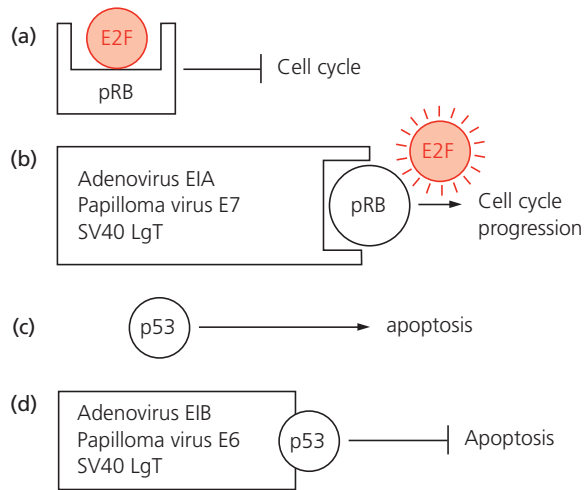 (a)
E2F
pRB
Cell cycle
(b)
Adenovirus EIA
Papilloma virus E7
SV40 LgT
pRB
E2F
Cell cycle
progression
(c)
p53
apoptosis
(d)
Adenovirus EIB
Papilloma virus E6
SV40 LgT
p53
Apoptosis